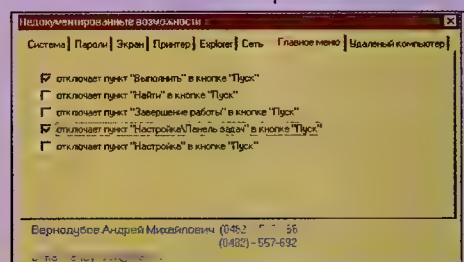 Недокументированные возможности
Система Пароли Экран Принтер Explorer Сеть Главное меню Удаленый компьютер
отключает пункт "Выполнить" в кнопке "Пуск"
отключает пункт "Найти" в кнопке "Пуск"
отключает пункт "Завершение работы" в кнопке "Пуск"
отключает пункт "Настройка\Панель задач" в кнопке "Пуск"
отключает пункт "Настройка" в кнопке "Пуск"
Вернодубов Андрей Михайлович
(0482) - 557-692